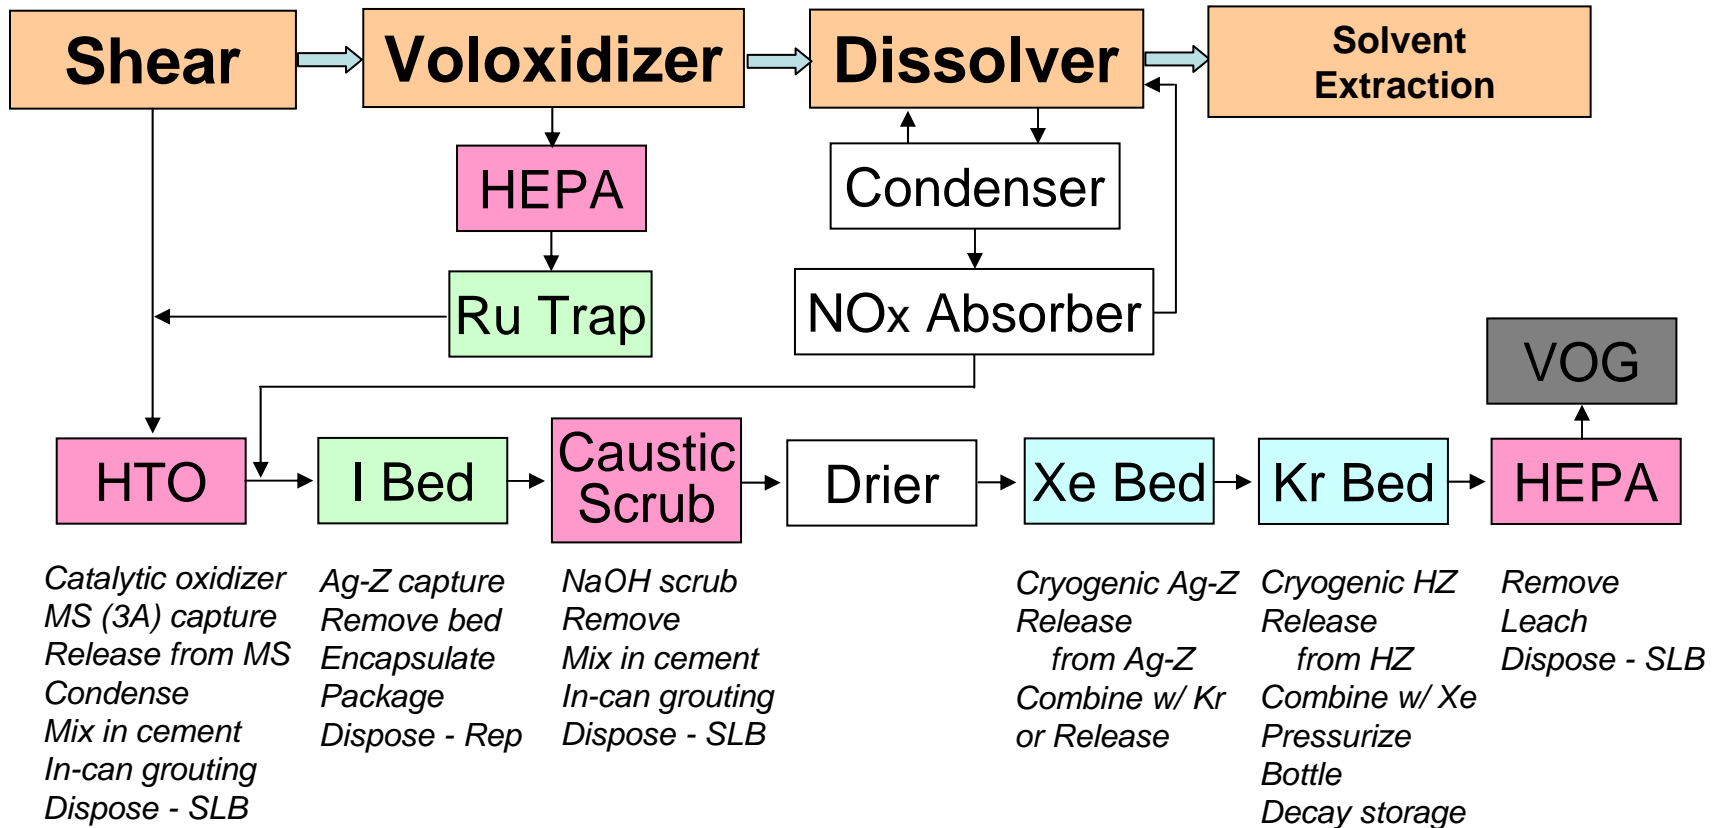 Shear
Voloxidizer
Dissolver
Solvent
Extraction
HEPA
Condenser
Ru Trap
NOx Absorber
VOG
HTO
I Bed
Caustic
Scrub
Drier
Xe Bed
Kr Bed
HEPA
Catalytic oxidizer
MS (3A) capture
Release from MS
Condense
Mix in cement
In-can grouting
Dispose - SLB
Ag-Z capture
Remove bed
Encapsulate
Package
Dispose - Rep
NaOH scrub
Remove
Mix in cement
In-can grouting
Dispose - SLB
Cryogenic Ag-Z
Release
from Ag-Z
Combine w/ Kr
or Release
Cryogenic HZ
Release
from HZ
Combine w/ Xe
Pressurize
Bottle
Decay storage
Remove
Leach
Dispose - SLB